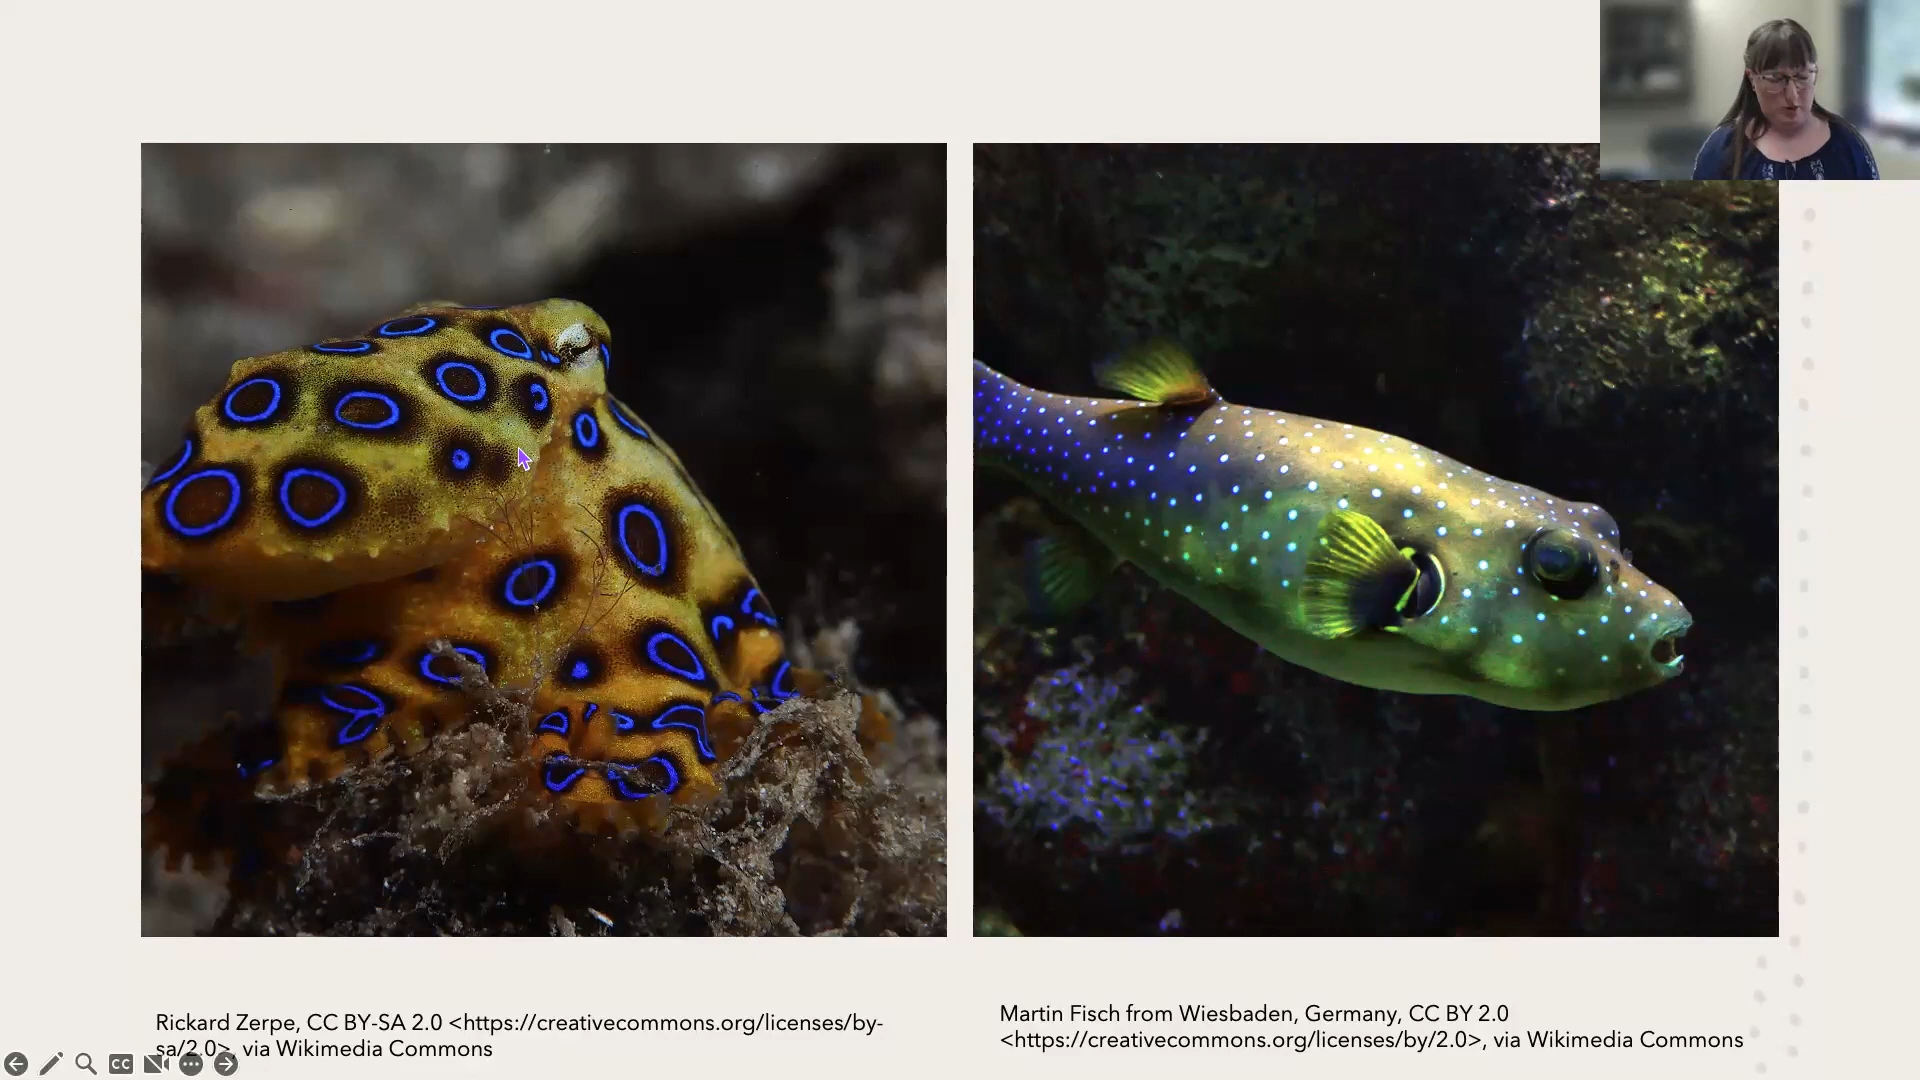 Rickard Zerpe, CC BY-SA 2.0 <https://creativecommons.org/licenses/by-
sa/2.0>, via Wikimedia Commons
Martin Fisch from Wiesbaden, Germany, CC BY 2.0
<https://creativecommons.org/licenses/by/2.0>, via Wikimedia Commons
CC